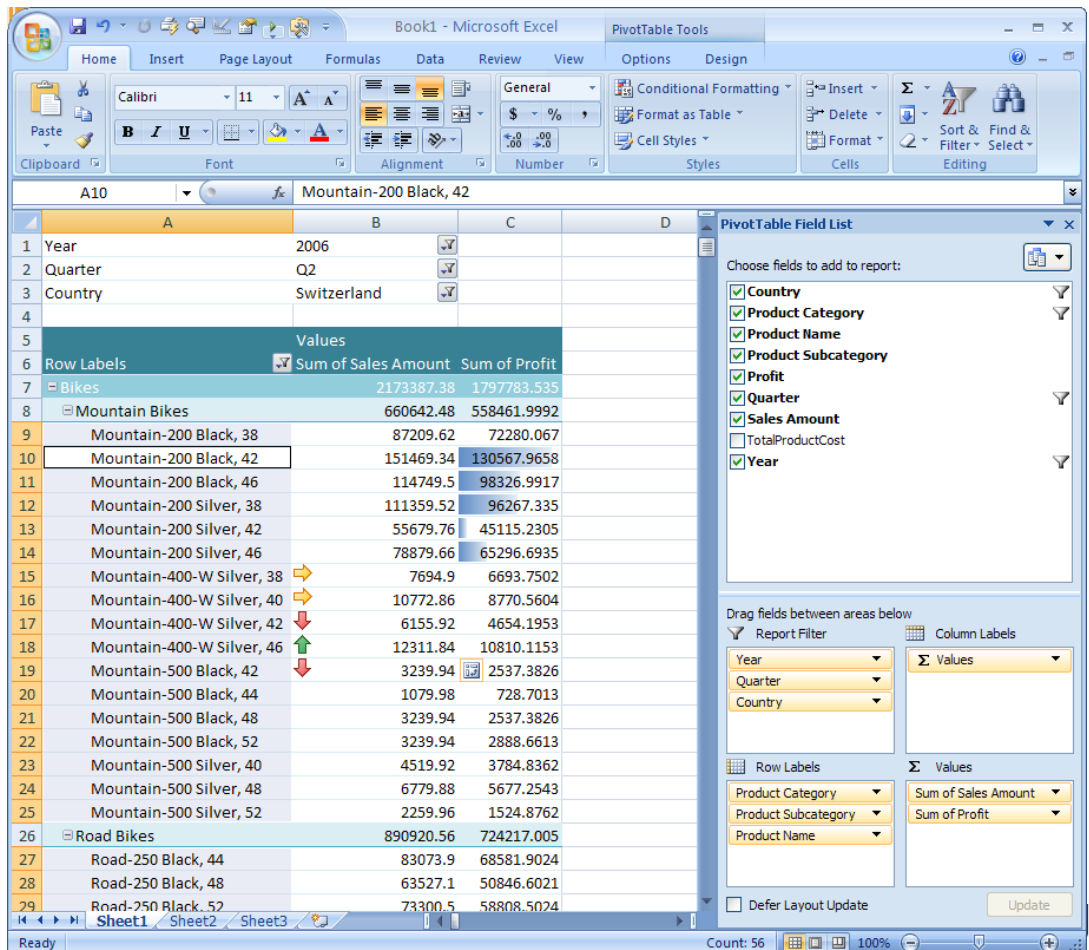 Book1 - Microsoft Excel
PivotTable Tools
Home Insert Page Layout Formulas Data Review View Options Design
Paste
Calibri 11
General
Conditional Formatting
Format as Table
Cell Styles
Insert
Delete
Format
Sort & Filter
Find & Select
Clipboard Font Alignment Number Styles Cells Editing
A10 fx Mountain-200 Black, 42
A B C D
1 Year 2006
2 Quarter Q2
3 Country Switzerland
4
5 Values
6 Row Labels Sum of Sales Amount Sum of Profit
7 Bikes 2173387.38 1797783.535
8 Mountain Bikes 660642.48 558461.9992
9 Mountain-200 Black, 38 87209.62 72280.067
10 Mountain-200 Black, 42 151469.34 130567.9658
11 Mountain-200 Black, 46 114749.5 98326.9917
12 Mountain-200 Silver, 38 111359.52 96267.335
13 Mountain-200 Silver, 42 55679.76 45115.2305
14 Mountain-200 Silver, 46 78879.66 65296.6935
15 Mountain-400-W Silver, 38 7694.9 6693.7502
16 Mountain-400-W Silver, 40 10772.86 8770.5604
17 Mountain-400-W Silver, 42 6155.92 4654.1953
18 Mountain-400-W Silver, 46 12311.84 10810.1153
19 Mountain-500 Black, 42 3239.94 2537.3826
20 Mountain-500 Black, 44 1079.98 728.7013
21 Mountain-500 Black, 48 3239.94 2537.3826
22 Mountain-500 Black, 52 3239.94 2888.6613
23 Mountain-500 Silver, 40 4519.92 3784.8362
24 Mountain-500 Silver, 48 6779.88 5677.2543
25 Mountain-500 Silver, 52 2259.96 1524.8762
26 Road Bikes 890920.56 724217.005
27 Road-250 Black, 44 83073.9 68581.9024
28 Road-250 Black, 48 63527.1 50846.6021
29 Road-250 Black, 52 73300.5 58808.5024
Sheet1 Sheet2 Sheet3
Ready Count: 56 100%
PivotTable Field List
Choose fields to add to report:
Country
Product Category
Product Name
Product Subcategory
Profit
Quarter
Sales Amount
TotalProductCost
Year
Drag fields between areas below
Report Filter
Year
Quarter
Country
Column Labels
Σ Values
Row Labels
Product Category
Product Subcategory
Product Name
Σ Values
Sum of Sales Amount
Sum of Profit
Defer Layout Update
Update